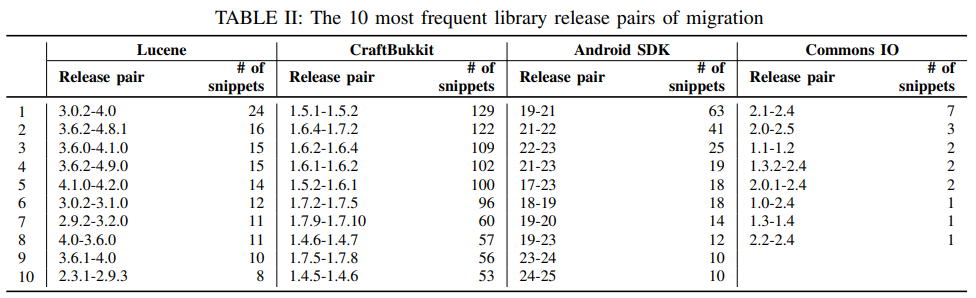 TABLE II: The 10 most frequent library release pairs of migration
Lucene CraftBukkit Android SDK Commons IO
Release pair # of snippets Release pair # of snippets Release pair # of snippets Release pair # of snippets
1 3.0.2-4.0 24 1.5.1-1.5.2 129 19-21 63 2.1-2.4 7
2 3.6.2-4.8.1 16 1.6.4-1.7.2 122 21-22 41 2.0-2.5 3
3 3.6.0-4.1.0 15 1.6.2-1.6.4 109 22-23 25 1.1-1.2 2
4 3.6.2-4.9.0 15 1.6.1-1.6.2 102 21-23 19 1.3.2-2.4 2
5 4.1.0-4.2.0 14 1.5.2-1.6.1 100 17-23 18 2.0.1-2.4 2
6 3.0.2-3.1.0 12 1.7.2-1.7.5 96 18-19 18 1.0-2.4 1
7 2.9.2-3.2.0 11 1.7.9-1.7.10 60 19-20 14 1.3-1.4 1
8 4.0-3.6.0 11 1.4.6-1.4.7 57 19-23 12 2.2-2.4 1
9 3.6.1-4.0 10 1.7.5-1.7.8 56 23-24 10
10 2.3.1-2.9.3 8 1.4.5-1.4.6 53 24-25 10